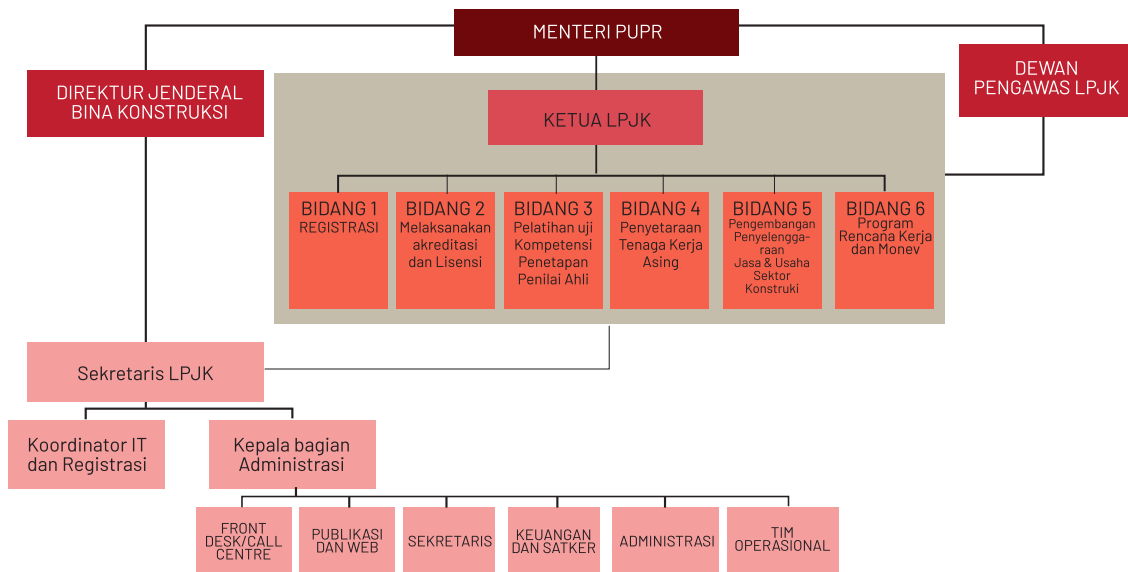 MENTERI PUPR
DIREKTUR JENDERAL
BINA KONSTRUKSI
DEWAN
PENGAWAS LPJK
KETUA LPJK
BIDANG 1
REGISTRASI
BIDANG 2
Melaksanakan
akreditasi
dan Lisensi
BIDANG 3
Pelatihan uji
Kompetensi
Penetapan
Penilai Ahli
BIDANG 4
Penyetaraan
Tenaga Kerja
Asing
BIDANG 5
Pengembangan
Penyelengga-
raan
Jasa & Usaha
Sektor
Konstruki
BIDANG 6
Program
Rencana Kerja
dan Monev
Sekretaris LPJK
Koordinator IT
dan Registrasi
Kepala bagian
Administrasi
FRONT
DESK/CALL
CENTRE
PUBLIKASI
DAN WEB
SEKRETARIS
KEUANGAN
DAN SATKER
ADMINISTRASI
TIM
OPERASIONAL